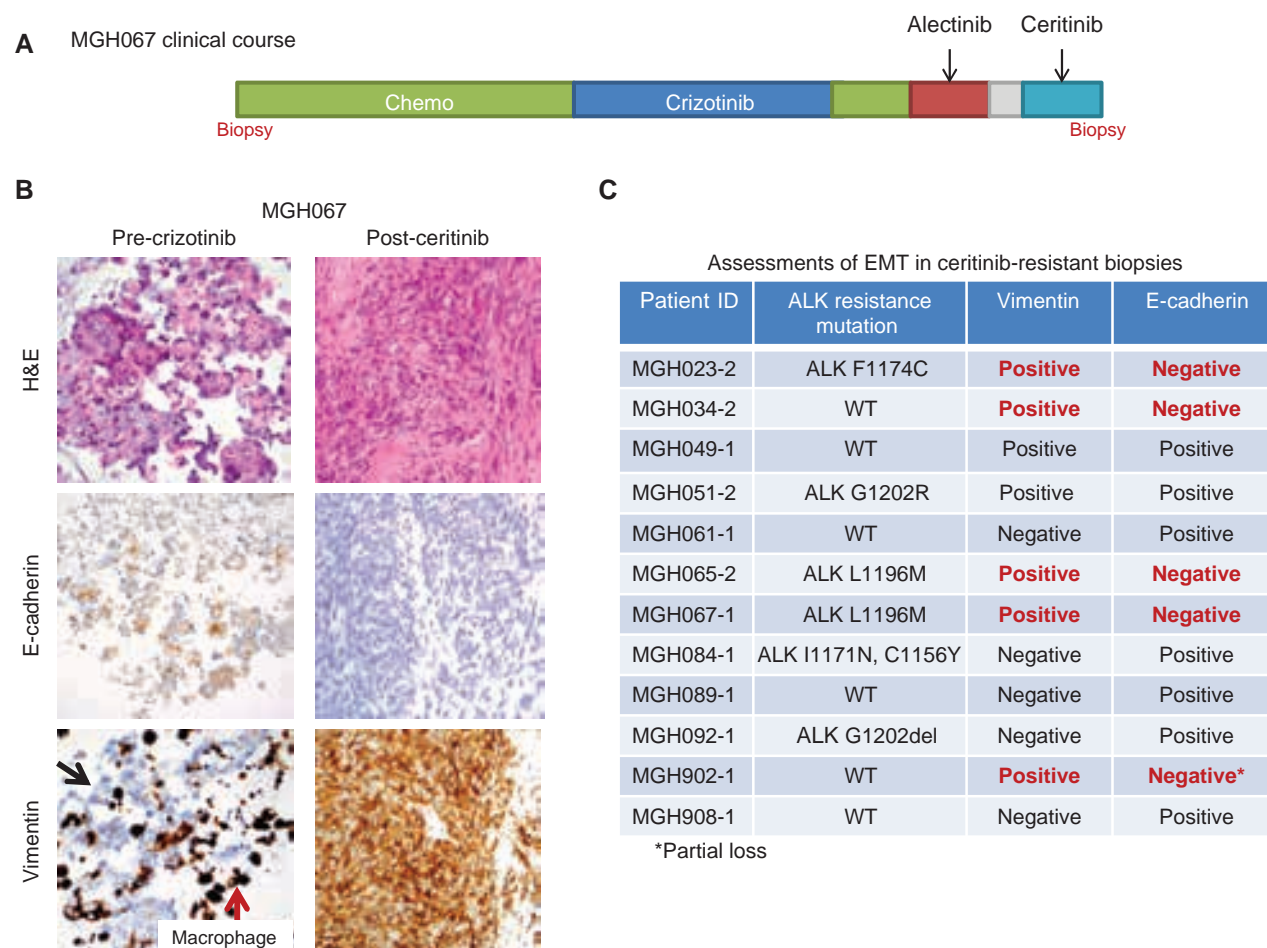 A MGH067 clinical course
Alectinib Ceritinib
Chemo Crizotinib
Biopsy Biopsy
B
MGH067
Pre-crizotinib Post-ceritinib
H&E
E-cadherin
Vimentin
Macrophage
C
Assessments of EMT in ceritinib-resistant biopsies
Patient ID ALK resistance mutation Vimentin E-cadherin
MGH023-2 ALK F1174C Positive Negative
MGH034-2 WT Positive Negative
MGH049-1 WT Positive Positive
MGH051-2 ALK G1202R Positive Positive
MGH061-1 WT Negative Positive
MGH065-2 ALK L1196M Positive Negative
MGH067-1 ALK L1196M Positive Negative
MGH084-1 ALK I1171N, C1156Y Negative Positive
MGH089-1 WT Negative Positive
MGH092-1 ALK G1202del Negative Positive
MGH902-1 WT Positive Negative*
MGH908-1 WT Negative Positive
*Partial loss